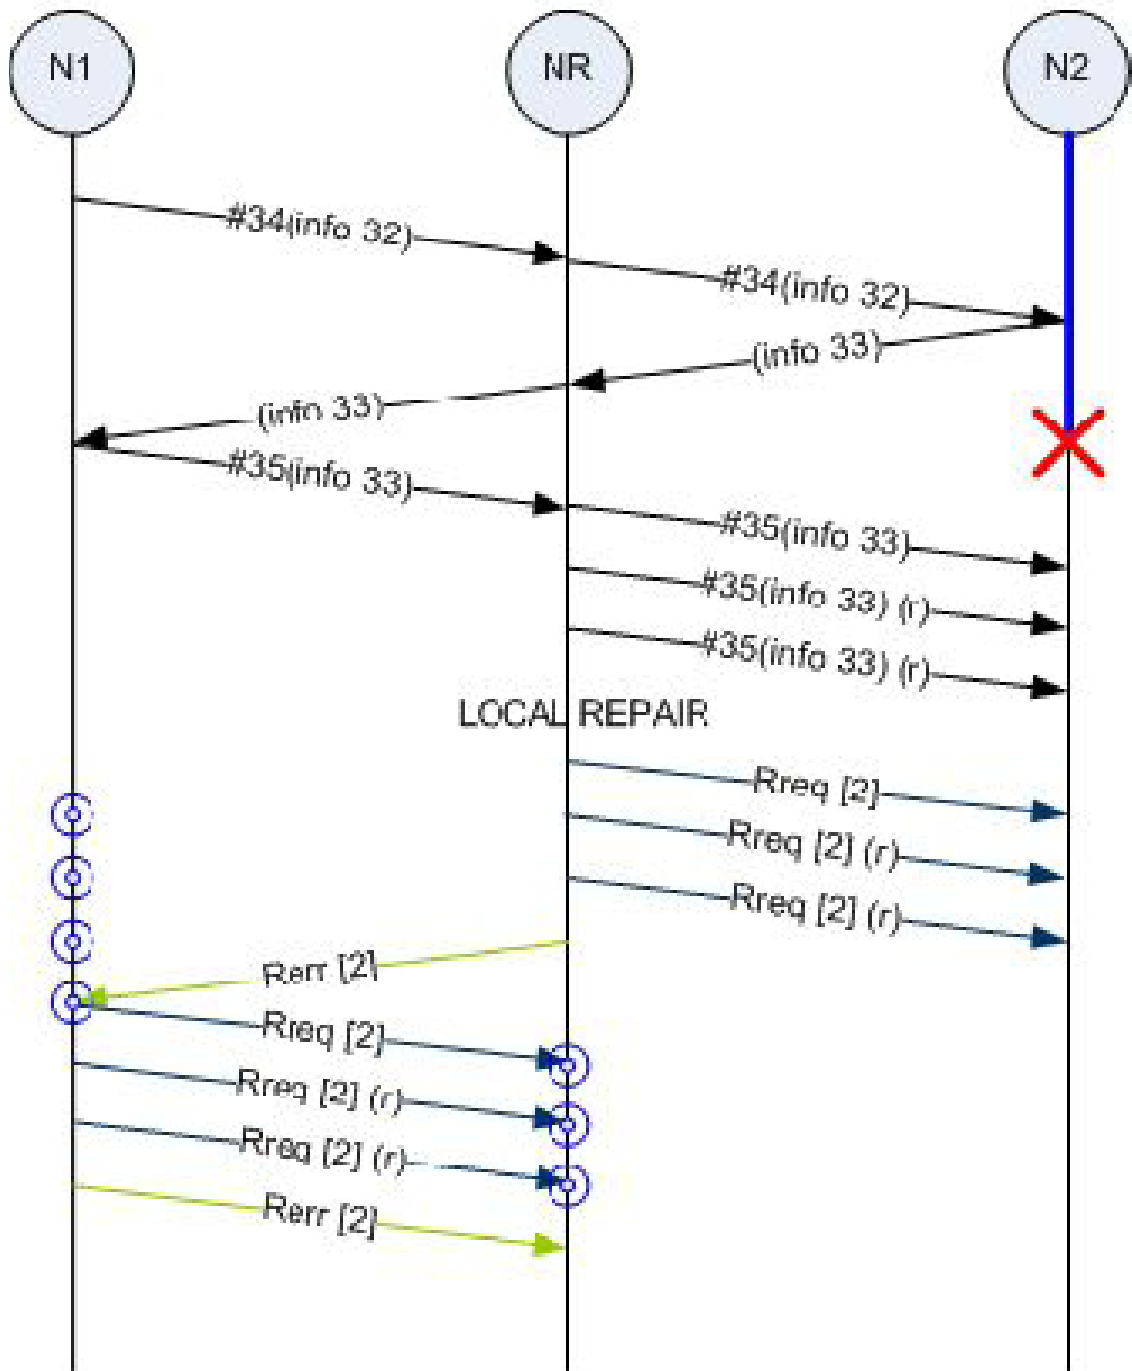 N1
NR
N2
#34(info 32)
#34(info 32)
(info 33)
(info 33)
#35(info 33)
#35(info 33)
#35(info 33) (r)
#35(info 33) (r)
LOCAL REPAIR
Rreq [2]
Rreq [2] (r)
Rreq [2] (r)
Rerr [2]
Rreq [2]
Rreq [2] (r)
Rreq [2] (r)
Rerr [2]